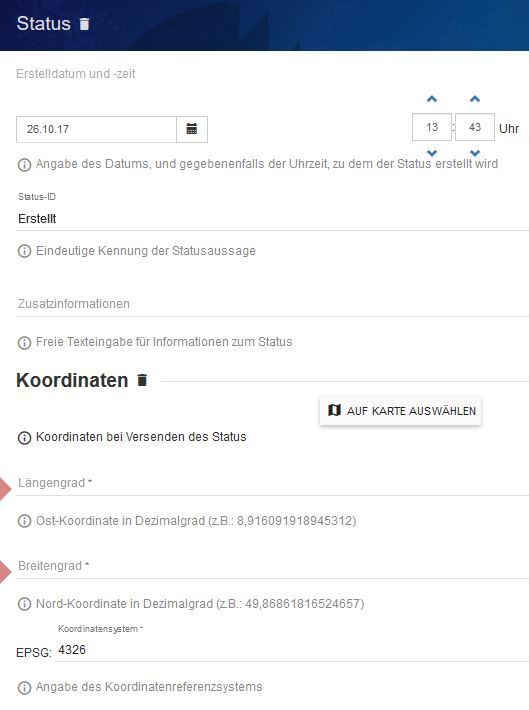 Status
Erstelldatum und -zeit
26.10.17 13 : 43 Uhr
Angabe des Datums, und gegebenenfalls der Uhrzeit, zu dem der Status erstellt wird
Status-ID
Erstellt
Eindeutige Kennung der Statusaussage
Zusatzinformationen
Freie Texteingabe für Informationen zum Status
Koordinaten
AUF KARTE AUSWÄHLEN
Koordinaten bei Versenden des Status
Längengrad *
Ost-Koordinate in Dezimalgrad (z.B.: 8,916091918945312)
Breitengrad *
Nord-Koordinate in Dezimalgrad (z.B.: 49,86861816524657)
Koordinatensystem *
EPSG: 4326
Angabe des Koordinatenreferenzsystems